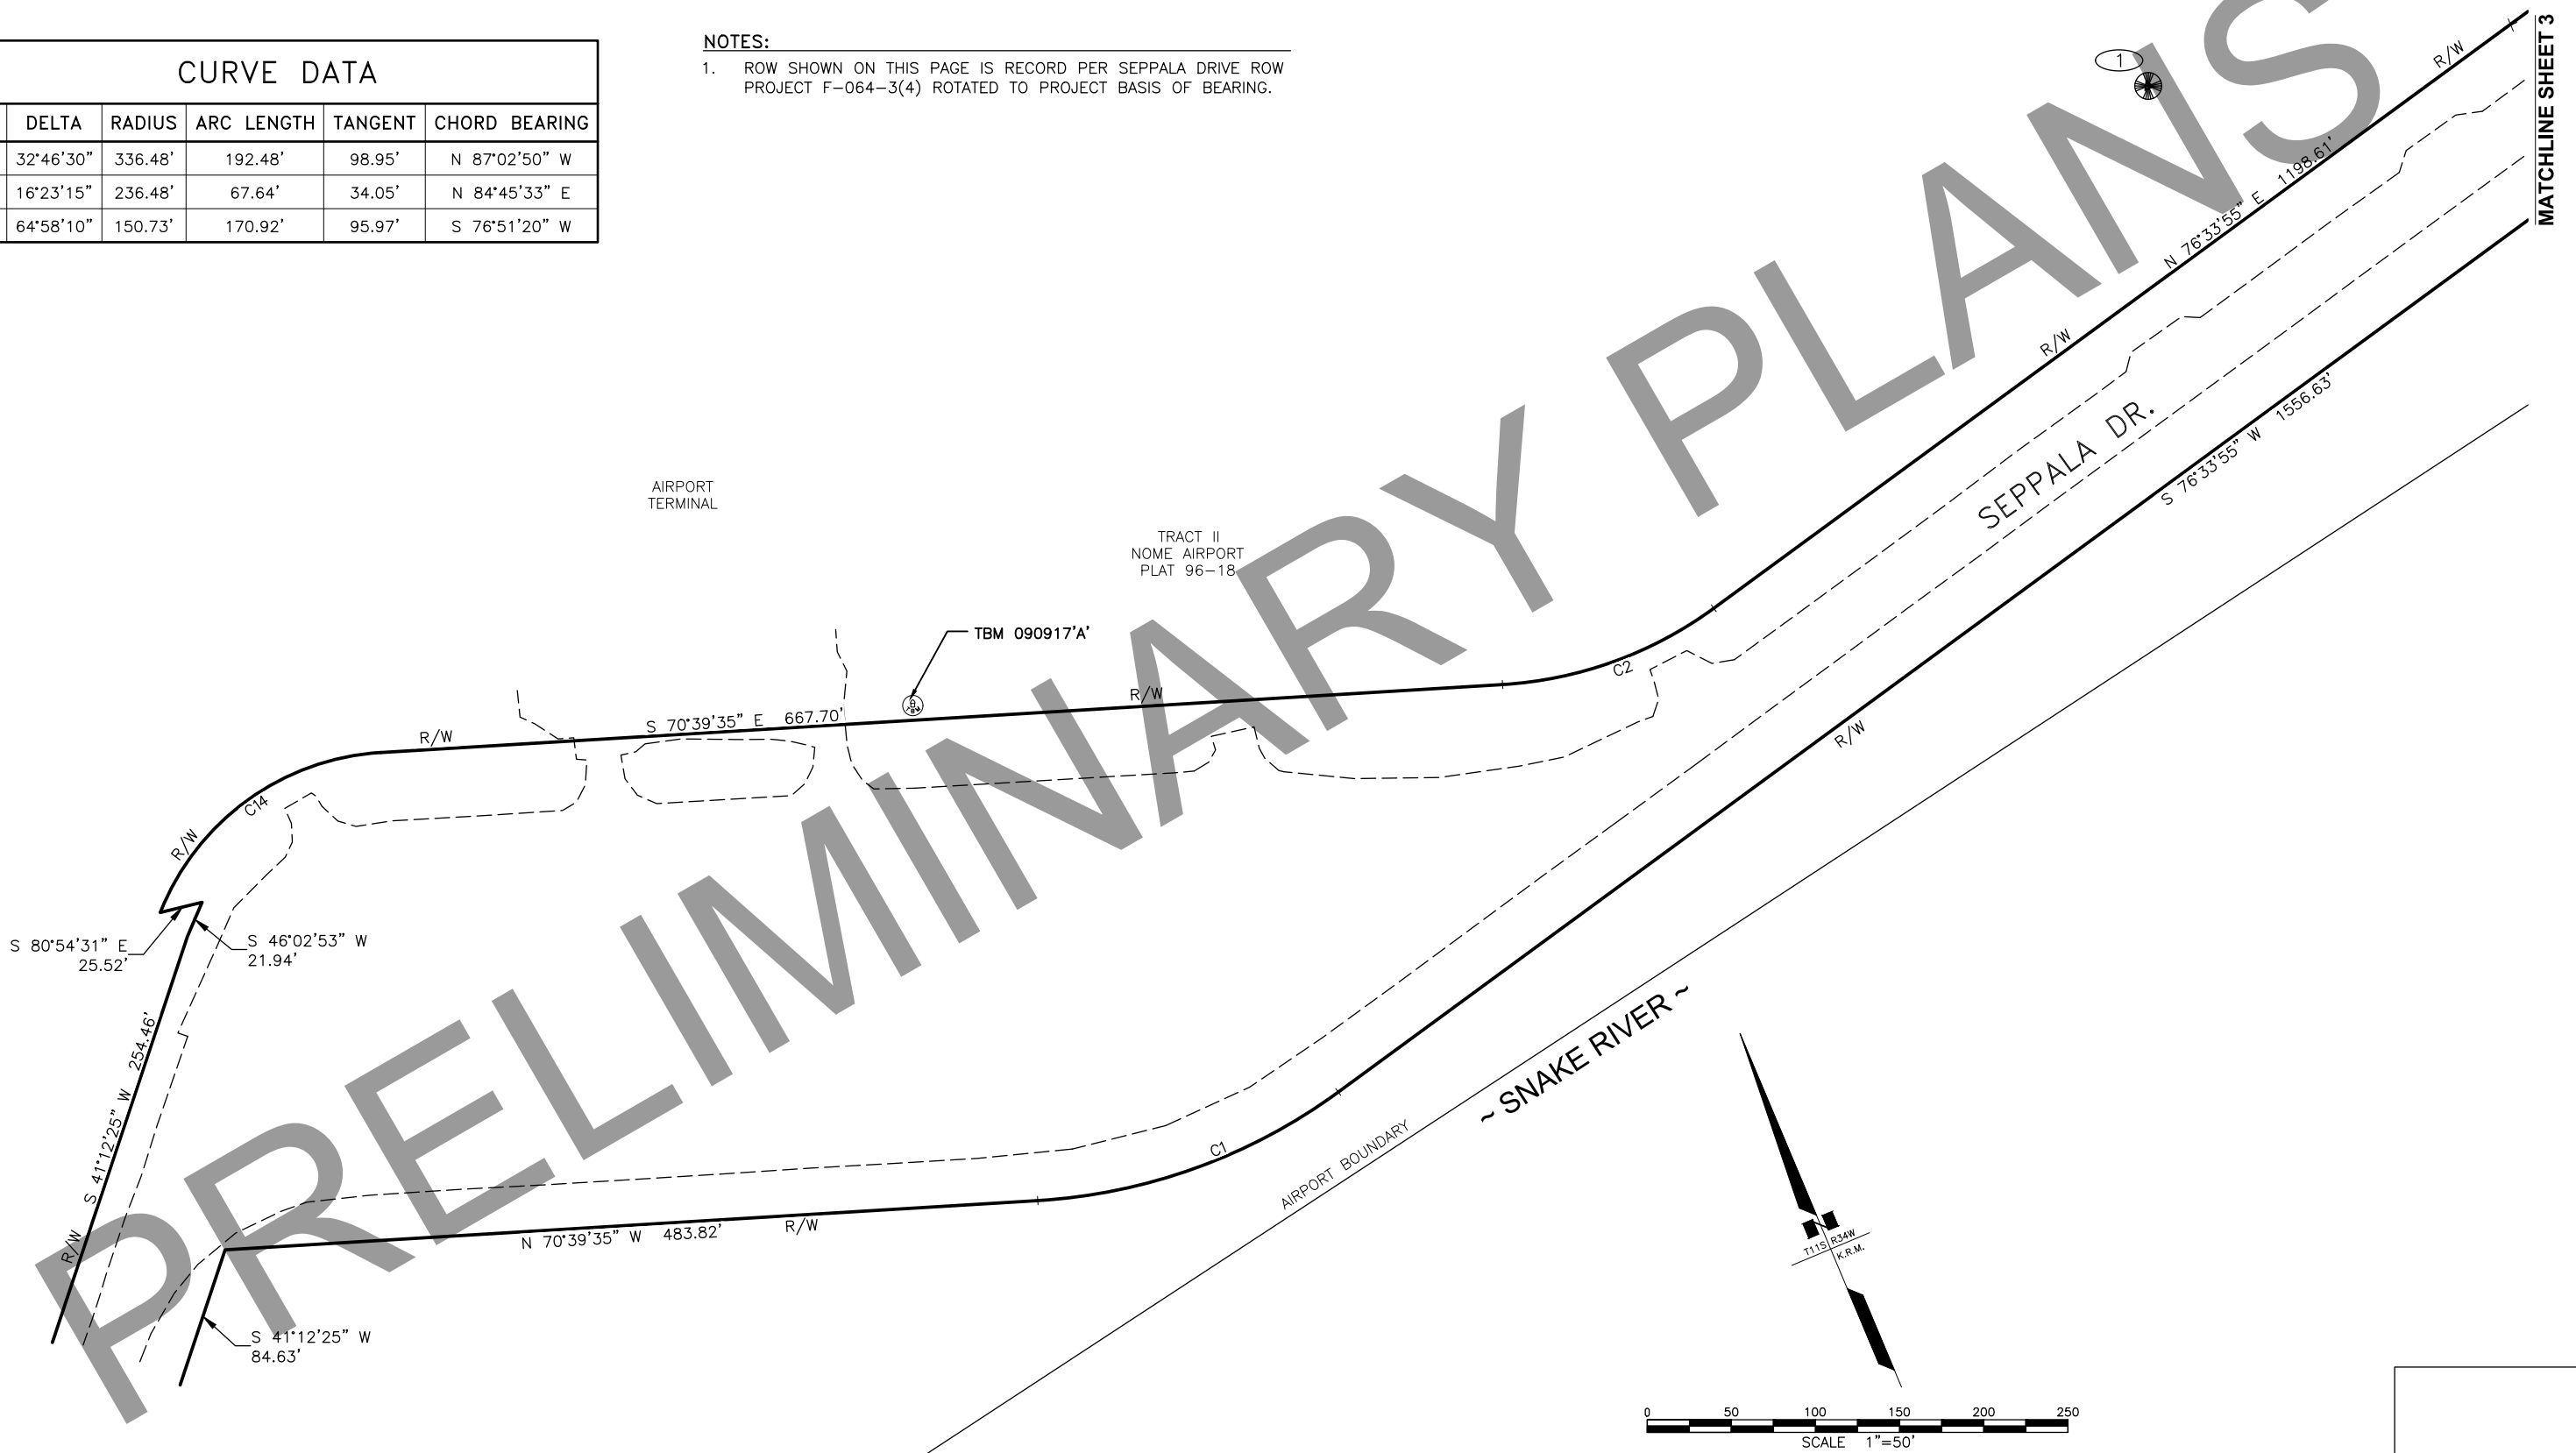 CURVE DATA
DELTA RADIUS ARC LENGTH TANGENT CHORD BEARING
32°46'30" 336.48' 192.48' 98.95' N 87°02'50" W
16°23'15" 236.48' 67.64' 34.05' N 84°45'33" E
64°58'10" 150.73' 170.92' 95.97' S 76°51'20" W
NOTES:
1. ROW SHOWN ON THIS PAGE IS RECORD PER SEPPALA DRIVE ROW
PROJECT F-064-3(4) ROTATED TO PROJECT BASIS OF BEARING.
1
R/W
MATCHLINE SHEET 3
N 76°33'55" E 1198.61'
R/W
SEPPALA DR.
S 76°33'55" W 1556.63'
R/W
AIRPORT
TERMINAL
TRACT II
NOME AIRPORT
PLAT 96-18
TBM 090917'A'
R/W
S 70°39'35" E 667.70'
R/W
C2
C14
R/W
S 80°54'31" E
25.52'
S 46°02'53" W
21.94'
R/W S 41°12'25" W 254.46'
N 70°39'35" W 483.82'
R/W
C1
S 41°12'25" W
84.63'
AIRPORT BOUNDARY
~ SNAKE RIVER ~
N
T11S R34W
K.R.M.
0 50 100 150 200 250
SCALE 1"=50'
PRELIMINARY PLANS